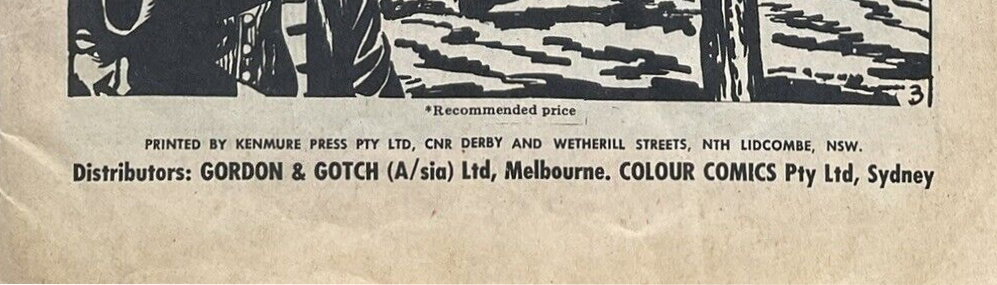 3
*Recommended price
PRINTED BY KENMURE PRESS PTY LTD, CNR DERBY AND WETHERILL STREETS, NTH LIDCOMBE, NSW.
Distributors: GORDON & GOTCH (A/sia) Ltd, Melbourne. COLOUR COMICS Pty Ltd, Sydney